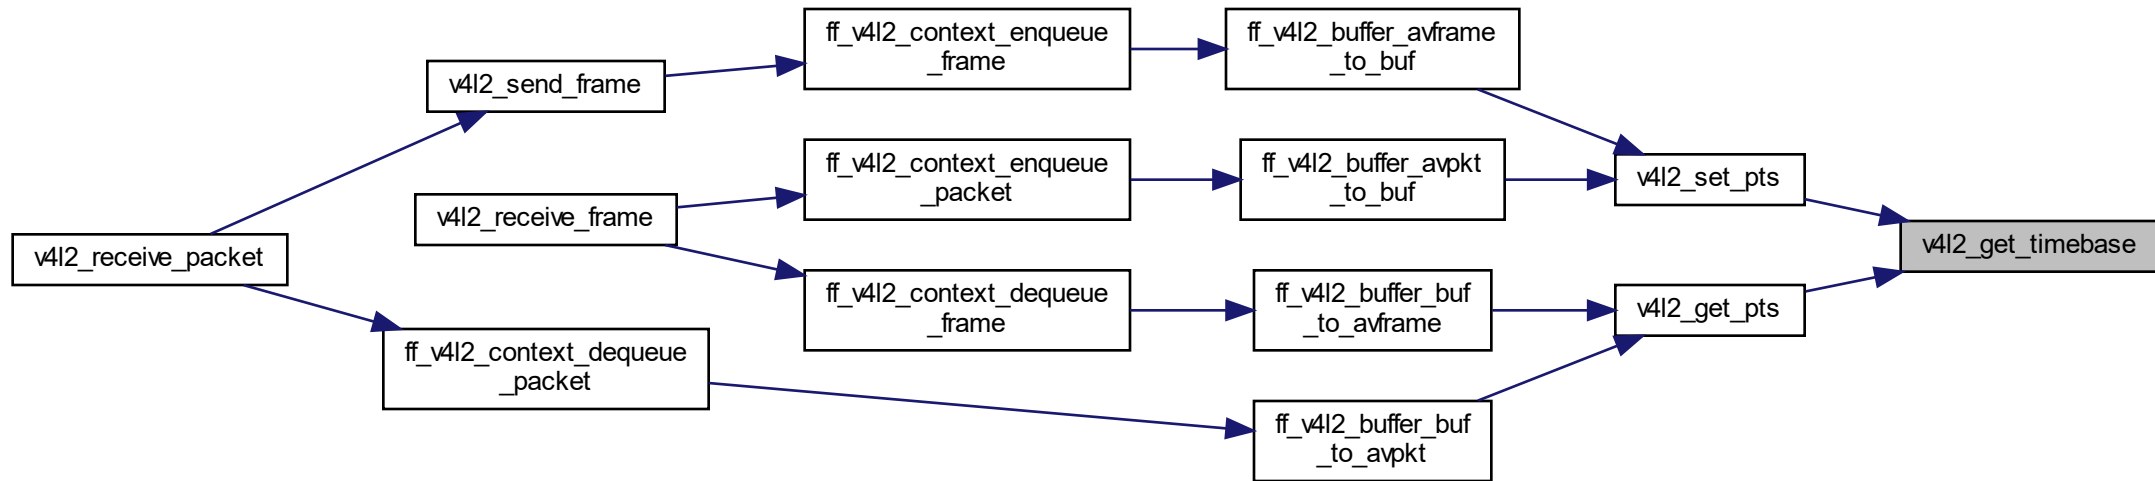 ff_v4l2_context_enqueue
_frame
ff_v4l2_buffer_avframe
_to_buf
v4l2_send_frame
ff_v4l2_context_enqueue
_packet
ff_v4l2_buffer_avpkt
_to_buf
v4l2_set_pts
v4l2_receive_frame
v4l2_receive_packet
v4l2_get_timebase
ff_v4l2_context_dequeue
_frame
ff_v4l2_buffer_buf
_to_avframe
v4l2_get_pts
ff_v4l2_context_dequeue
_packet
ff_v4l2_buffer_buf
_to_avpkt